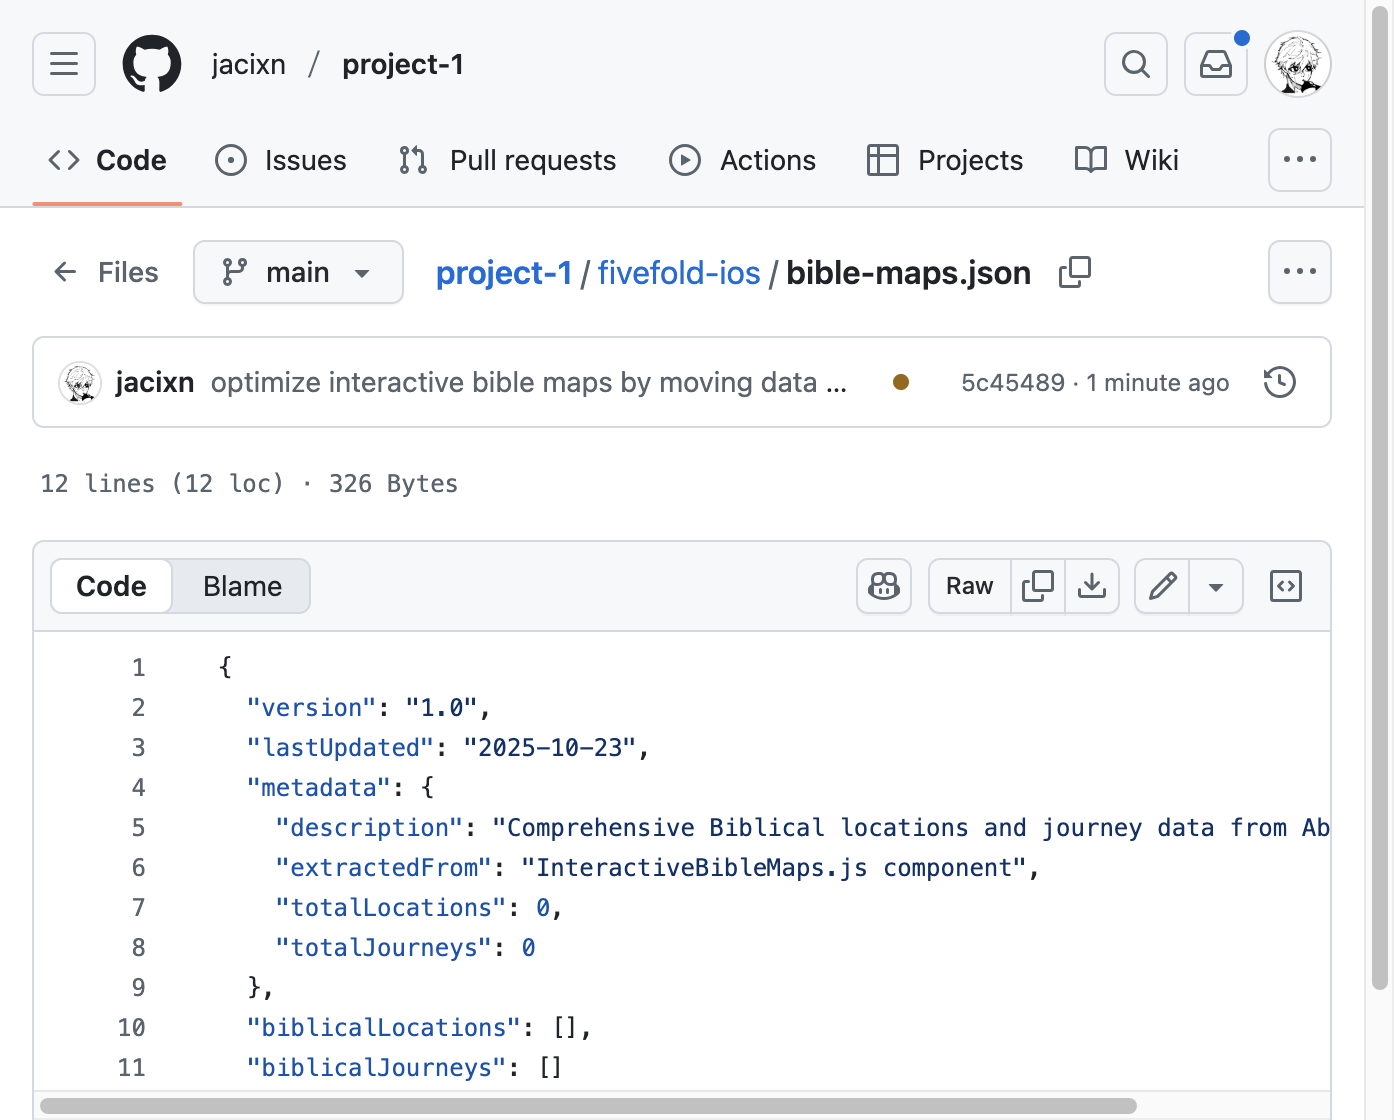 jacixn / project-1
Code Issues Pull requests Actions Projects Wiki
Files main project-1 / fivefold-ios / bible-maps.json
jacixn optimize interactive bible maps by moving data ... 5c45489 · 1 minute ago
12 lines (12 loc) · 326 Bytes
Code Blame Raw
1 {
2 "version": "1.0",
3 "lastUpdated": "2025-10-23",
4 "metadata": {
5 "description": "Comprehensive Biblical locations and journey data from Ab
6 "extractedFrom": "InteractiveBibleMaps.js component",
7 "totalLocations": 0,
8 "totalJourneys": 0
9 },
10 "biblicalLocations": [],
11 "biblicalJourneys": []